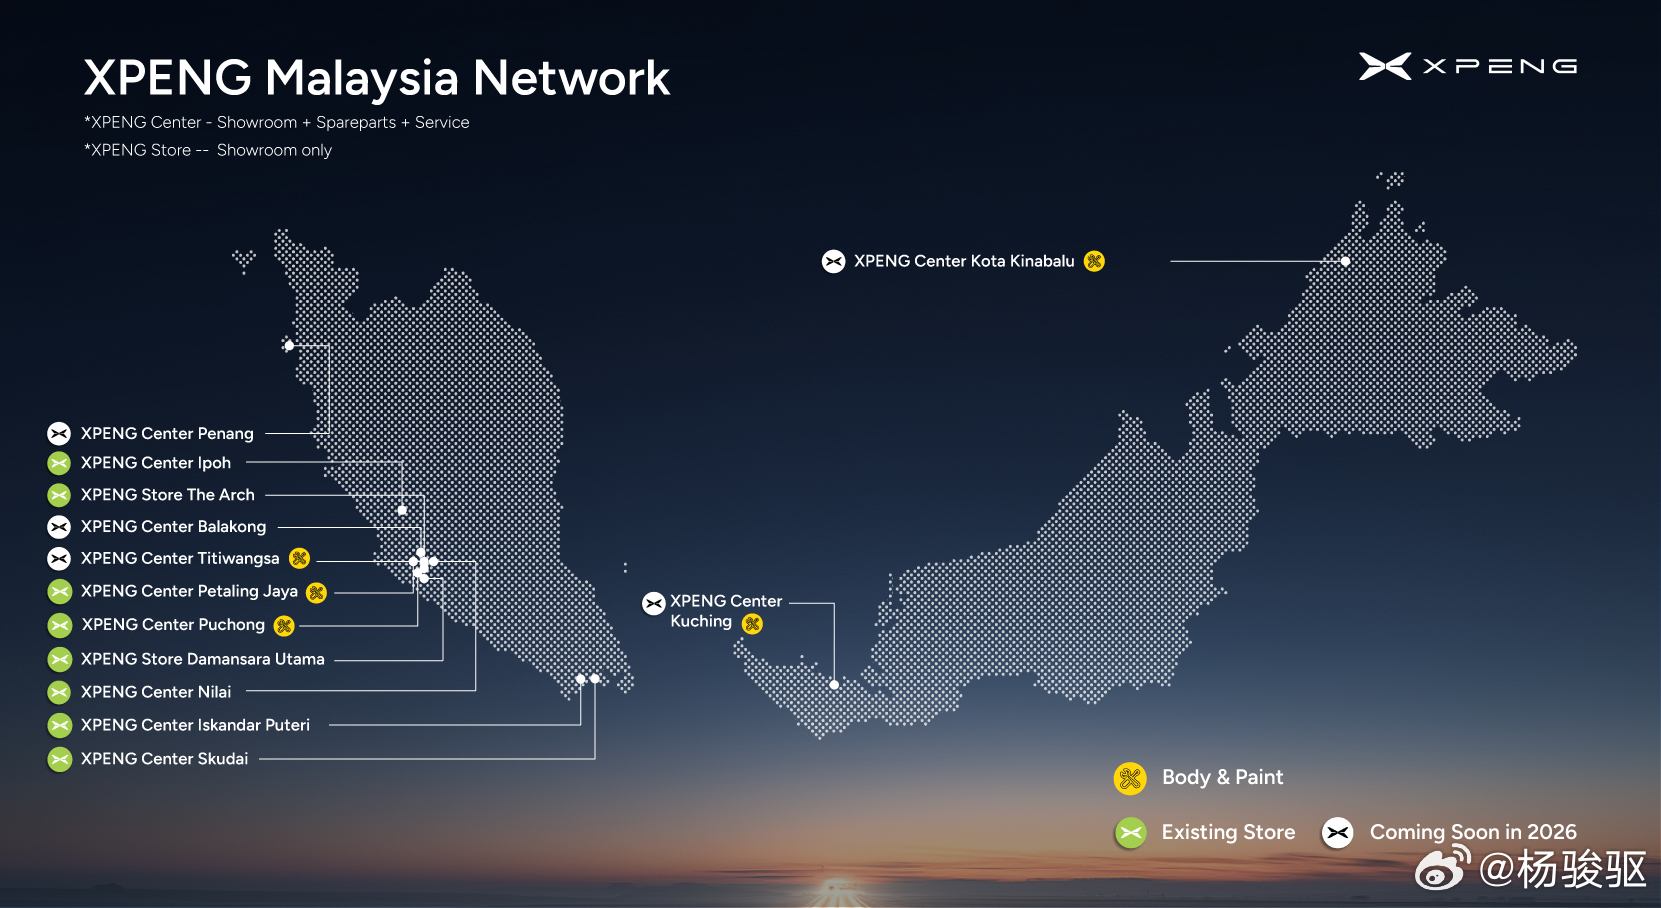 XPENG Malaysia Network
*XPENG Center - Showroom + Spareparts + Service
*XPENG Store -- Showroom only
XPENG
XPENG Center Kota Kinabalu
XPENG Center Penang
XPENG Center Ipoh
XPENG Store The Arch
XPENG Center Balakong
XPENG Center Titiwangsa
XPENG Center Petaling Jaya
XPENG Center Puchong
XPENG Store Damansara Utama
XPENG Center Nilai
XPENG Center Iskandar Puteri
XPENG Center Skudai
XPENG Center
Kuching
Body & Paint
Existing Store
Coming Soon in 2026
@杨骏驱